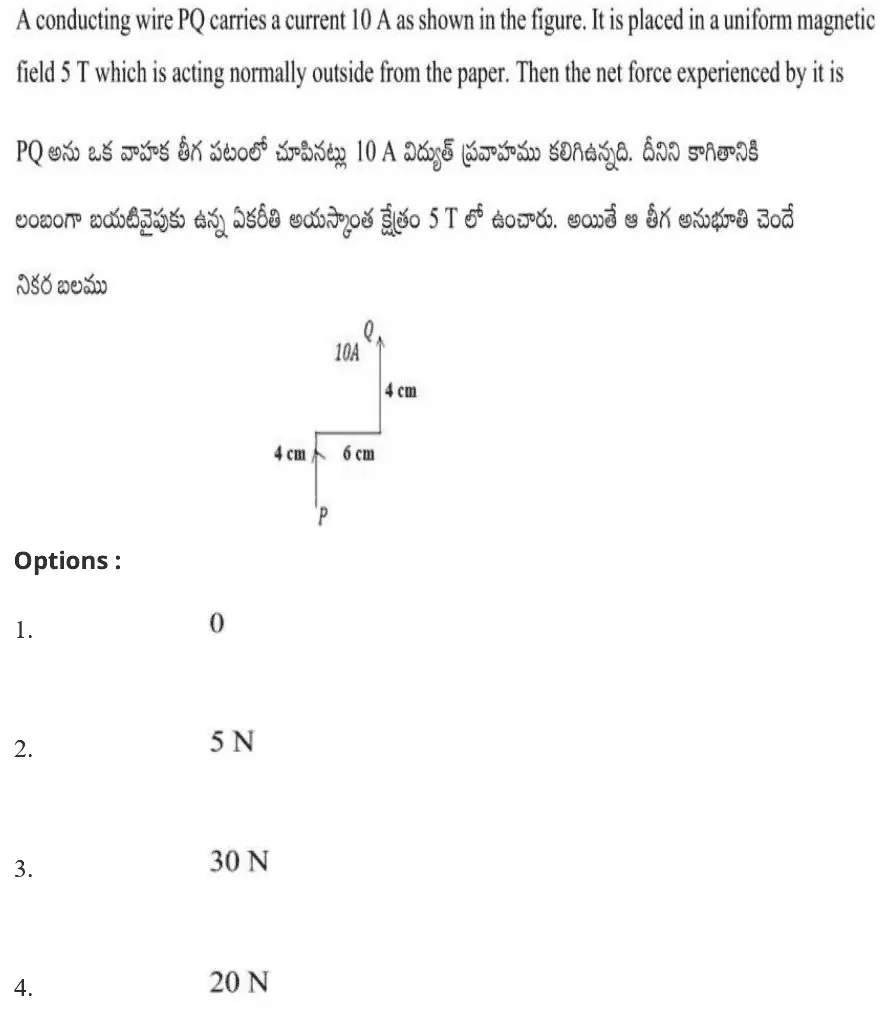 A conducting wire PQ carries a current 10 A as shown in the figure. It is placed in a uniform magnetic
field 5 T which is acting normally outside from the paper. Then the net force experienced by it is
PQ అను ఒక వాహక తీగ పటంలో చూపినట్లు 10 A విద్యుత్ ప్రవాహము కలిగిఉన్నది. దీనిని కాగితానికి
లంబంగా బయటివైపుకు ఉన్న ఏకరీతి అయస్కాంత క్షేత్రం 5 T లో ఉంచారు. అయితే ఆ తీగ అనుభూతి చెందే
నికర బలము
Q
10A
4 cm
4 cm
6 cm
P
Options :
1. 0
2. 5 N
3. 30 N
4. 20 N